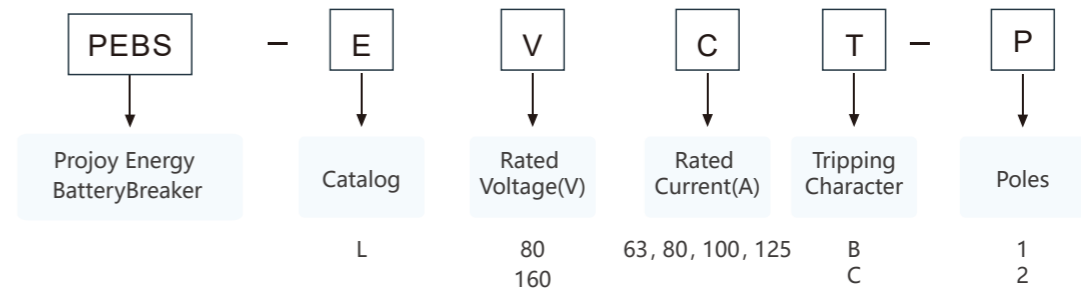 PEBS – E V C T – P
Projoy Energy
BatteryBreaker
Catalog
Rated
Voltage(V)
Rated
Current(A)
Tripping
Character
Poles
L 80 63, 80, 100, 125 B 1
160 C 2